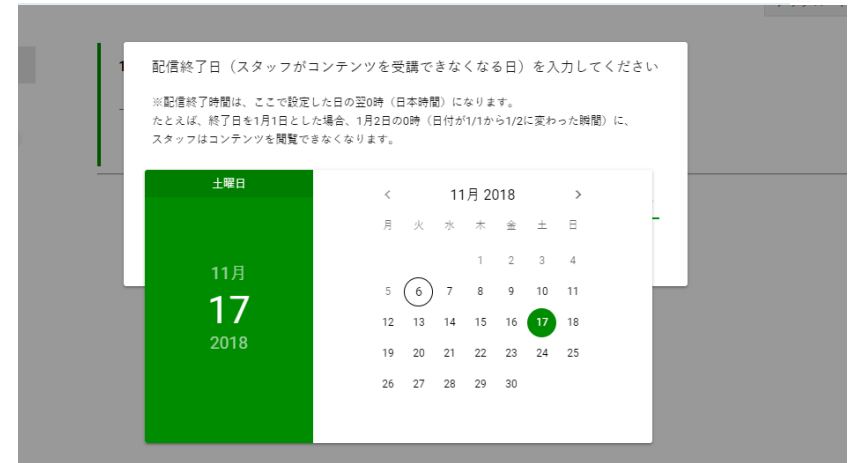 配信終了日（スタッフがコンテンツを受講できなくなる日）を入力してください
※配信終了時間は、ここで設定した日の翌0時（日本時間）になります。
たとえば、終了日を1月1日とした場合、1月2日の0時（日付が1/1から1/2に変わった瞬間）に、
スタッフはコンテンツを閲覧できなくなります。
土曜日
11月
17
2018
11月 2018
月 火 水 木 金 土 日
1 2 3 4
5 6 7 8 9 10 11
12 13 14 15 16 17 18
19 20 21 22 23 24 25
26 27 28 29 30